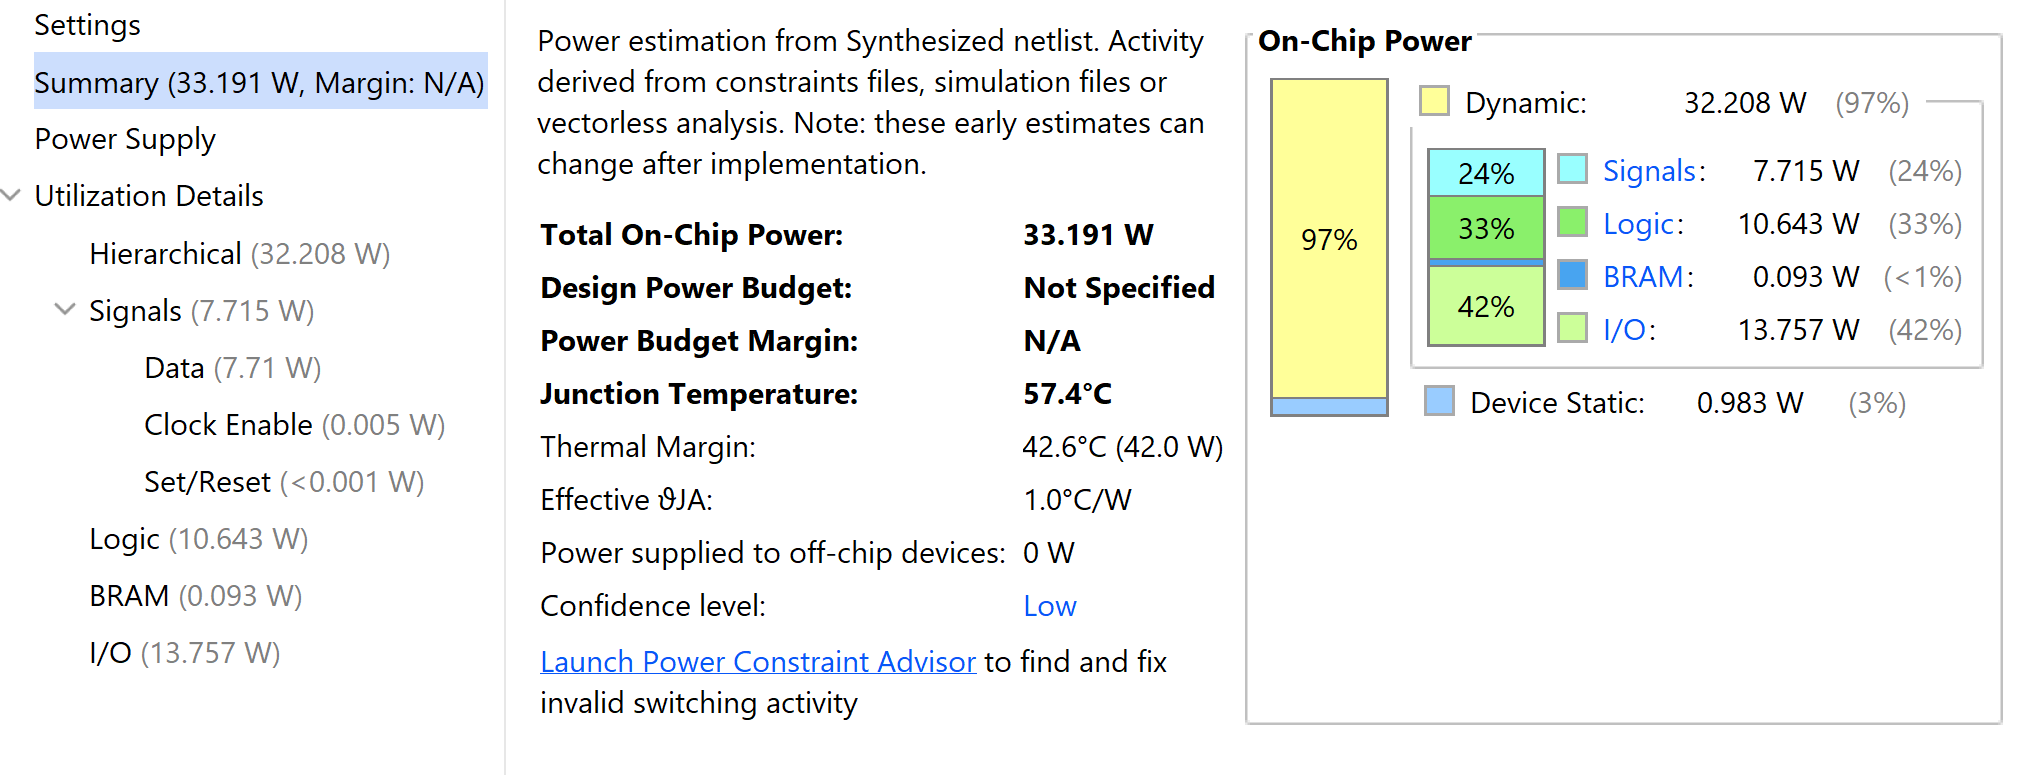 Settings
Summary (33.191 W, Margin: N/A)
Power Supply
Utilization Details
Hierarchical (32.208 W)
Signals (7.715 W)
Data (7.71 W)
Clock Enable (0.005 W)
Set/Reset (<0.001 W)
Logic (10.643 W)
BRAM (0.093 W)
I/O (13.757 W)
Power estimation from Synthesized netlist. Activity
derived from constraints files, simulation files or
vectorless analysis. Note: these early estimates can
change after implementation.
Total On-Chip Power: 33.191 W
Design Power Budget: Not Specified
Power Budget Margin: N/A
Junction Temperature: 57.4°C
Thermal Margin: 42.6°C (42.0 W)
Effective ϑJA: 1.0°C/W
Power supplied to off-chip devices: 0 W
Confidence level: Low
Launch Power Constraint Advisor to find and fix
invalid switching activity
On-Chip Power
97%
Dynamic: 32.208 W (97%)
24% Signals: 7.715 W (24%)
33% Logic: 10.643 W (33%)
BRAM: 0.093 W (<1%)
42% I/O: 13.757 W (42%)
Device Static: 0.983 W (3%)